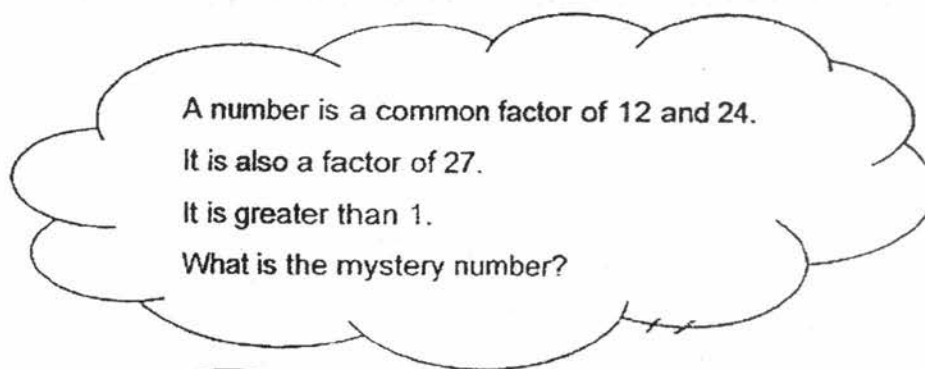 A number is a common factor of 12 and 24.
It is also a factor of 27.
It is greater than 1.
What is the mystery number?